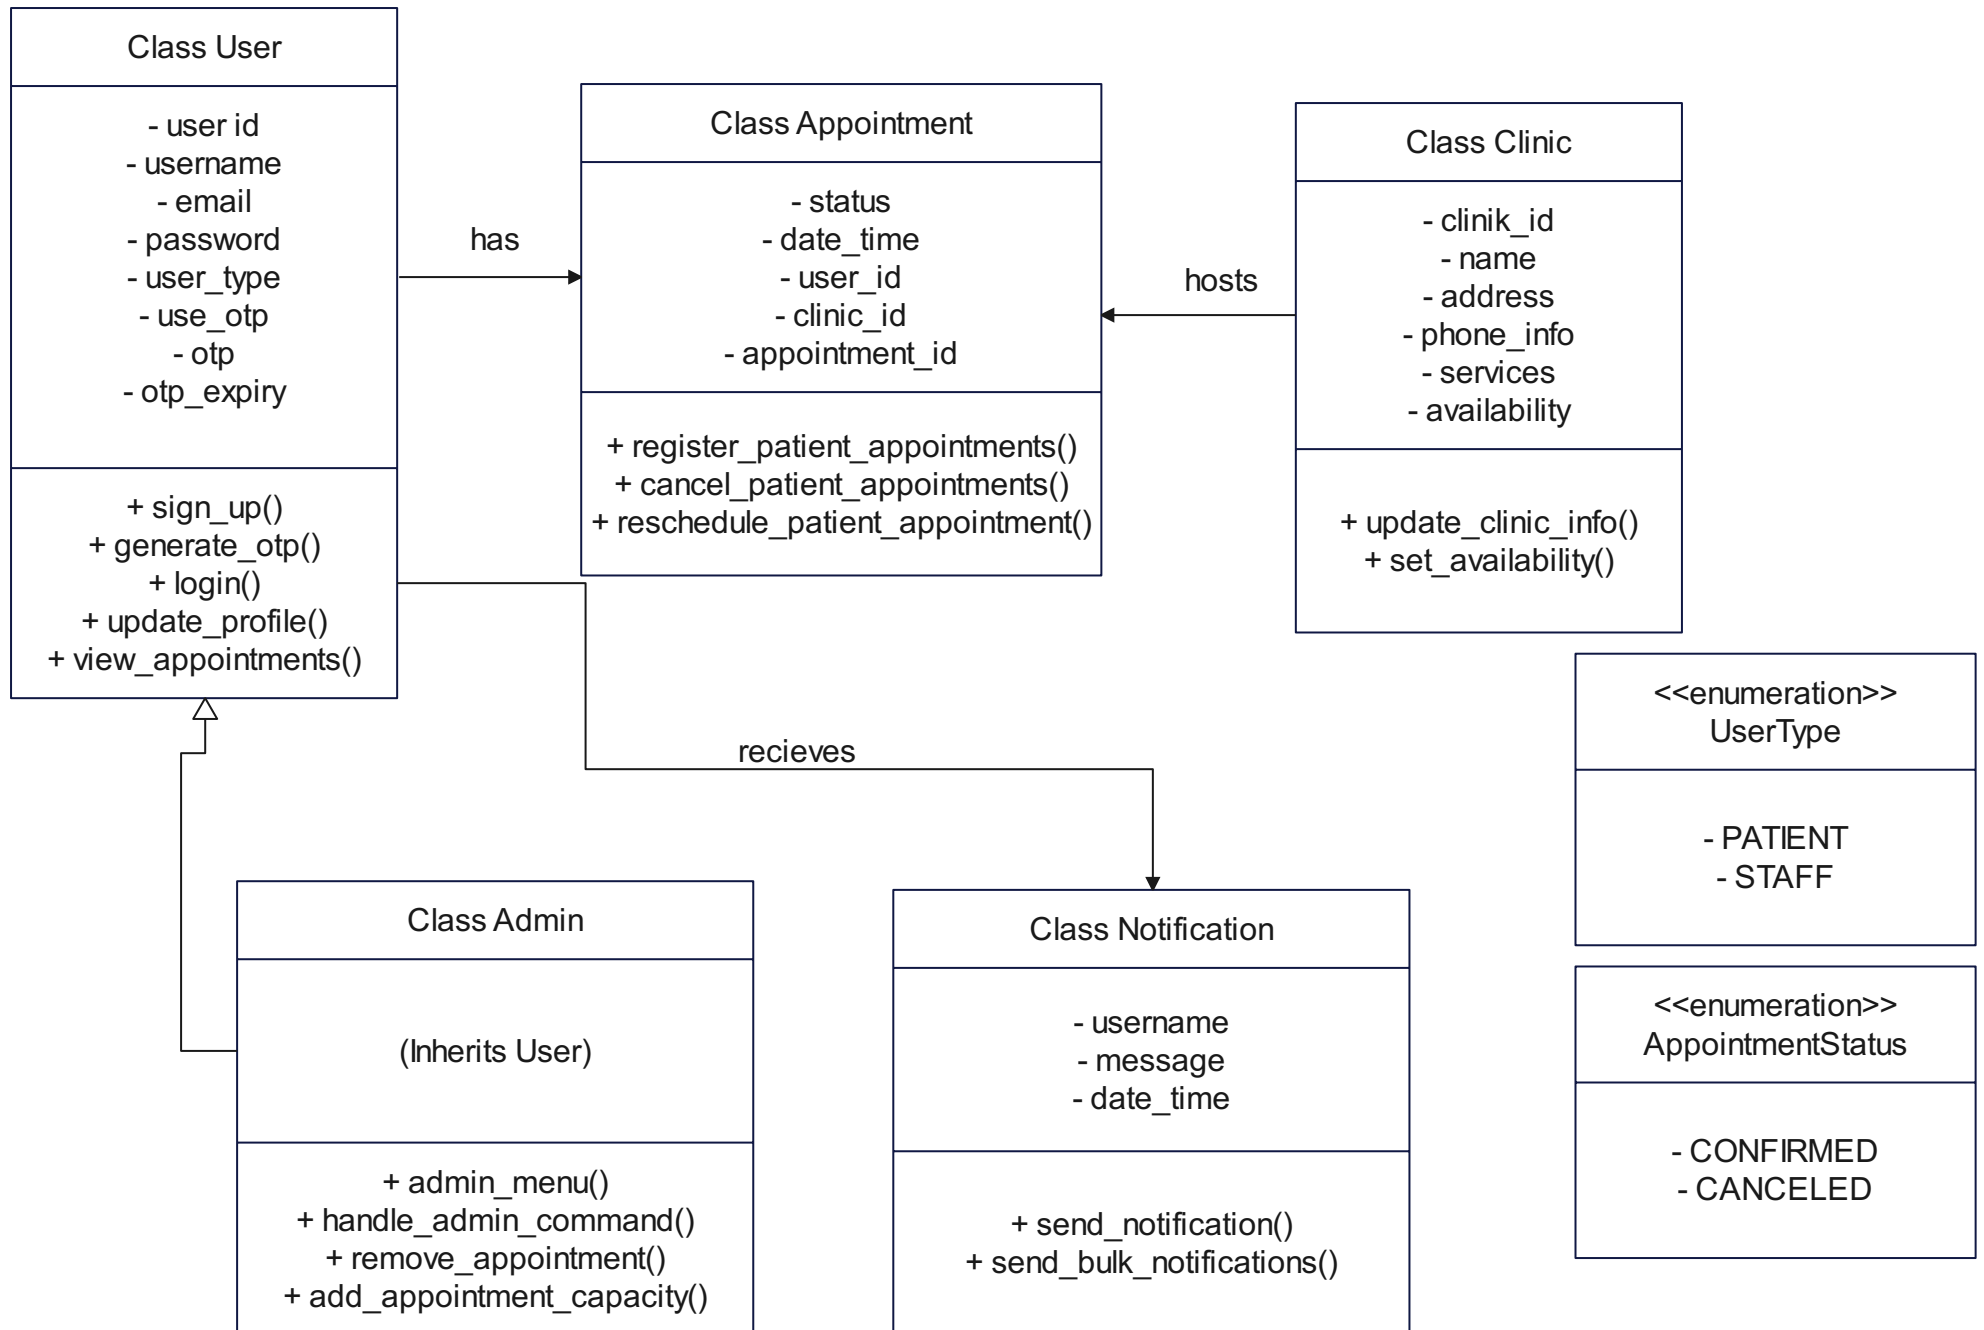 Class User
- user id
- username
- email
- password
- user_type
- use_otp
- otp
- otp_expiry
+ sign_up()
+ generate_otp()
+ login()
+ update_profile()
+ view_appointments()
has
Class Appointment
- status
- date_time
- user_id
- clinic_id
- appointment_id
+ register_patient_appointments()
+ cancel_patient_appointments()
+ reschedule_patient_appointment()
hosts
Class Clinic
- clinik_id
- name
- address
- phone_info
- services
- availability
+ update_clinic_info()
+ set_availability()
recieves
<<enumeration>>
UserType
- PATIENT
- STAFF
Class Admin
(Inherits User)
+ admin_menu()
+ handle_admin_command()
+ remove_appointment()
+ add_appointment_capacity()
Class Notification
- username
- message
- date_time
+ send_notification()
+ send_bulk_notifications()
<<enumeration>>
AppointmentStatus
- CONFIRMED
- CANCELED